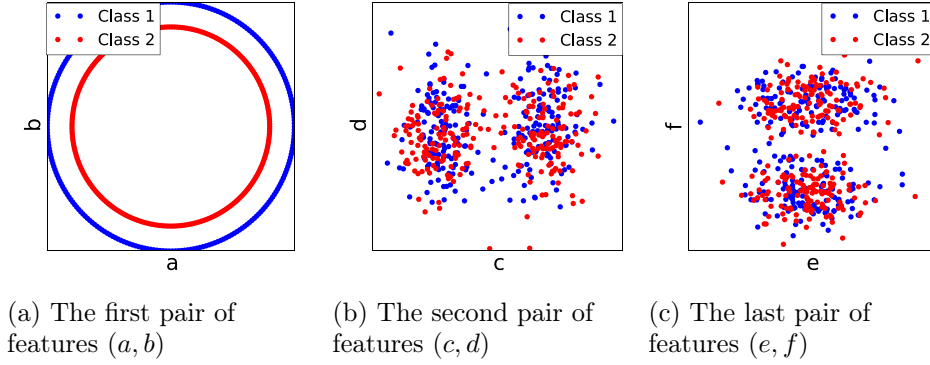 Class 1
Class 2
b
a
Class 1
Class 2
d
c
Class 1
Class 2
f
e
(a) The first pair of
features (a, b)
(b) The second pair of
features (c, d)
(c) The last pair of
features (e, f)